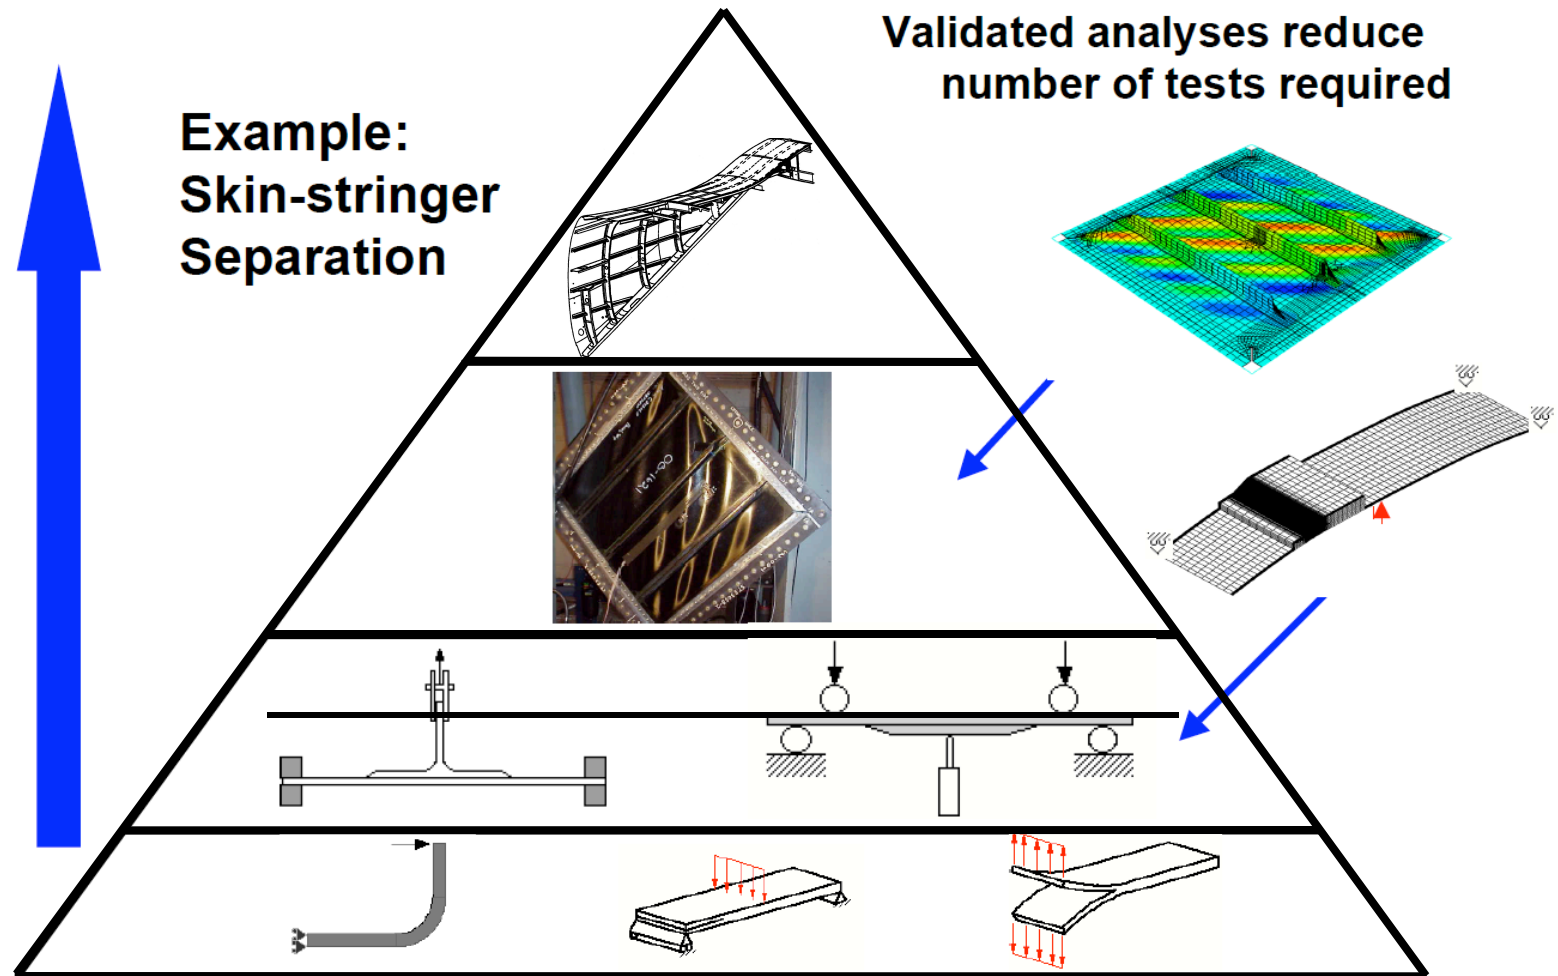 Validated analyses reduce
number of tests required
Example:
Skin-stringer
Separation